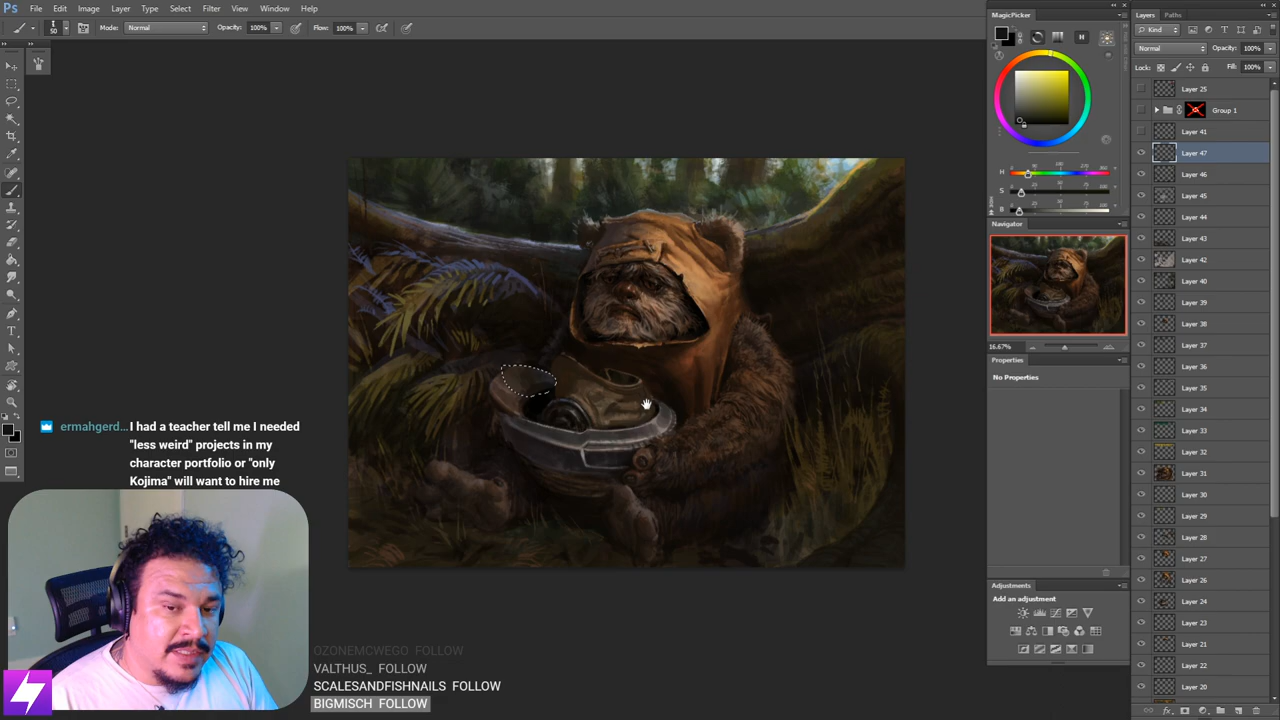 Ps File Edit Image Layer Type Select Filter View Window Help
50 Mode: Normal Opacity: 100% Flow: 100%
MagicPicker
H
H
S
B
Navigator
16.67%
Properties
No Properties
Adjustments
Add an adjustment
Layers Paths
Kind
Normal Opacity: 100%
Lock: Fill: 100%
Layer 25
Group 1
Layer 41
Layer 47
Layer 46
Layer 45
Layer 44
Layer 43
Layer 42
Layer 40
Layer 39
Layer 38
Layer 37
Layer 36
Layer 35
Layer 34
Layer 33
Layer 32
Layer 31
Layer 30
Layer 29
Layer 28
Layer 27
Layer 26
Layer 24
Layer 23
Layer 21
Layer 22
Layer 20
ermahgerd... I had a teacher tell me I needed
"less weird" projects in my
character portfolio or "only
Kojima" will want to hire me
OZONEMCWEGO FOLLOW
VALTHUS_ FOLLOW
SCALESANDFISHNAILS FOLLOW
BIGMISCH FOLLOW